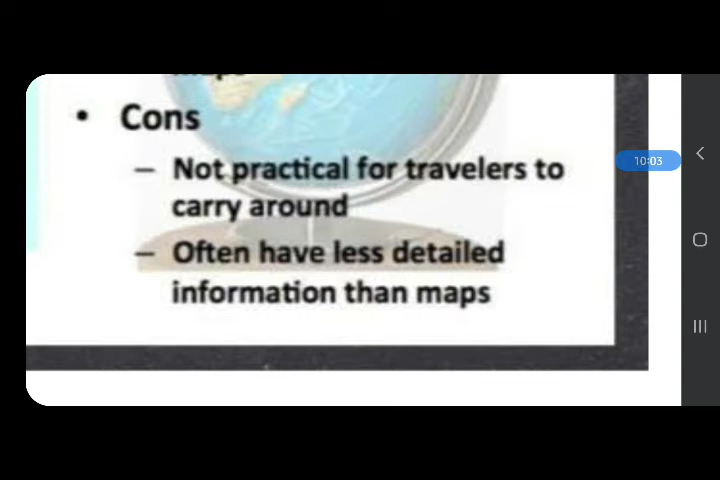 • Cons
– Not practical for travelers to
carry around
– Often have less detailed
information than maps
10:03